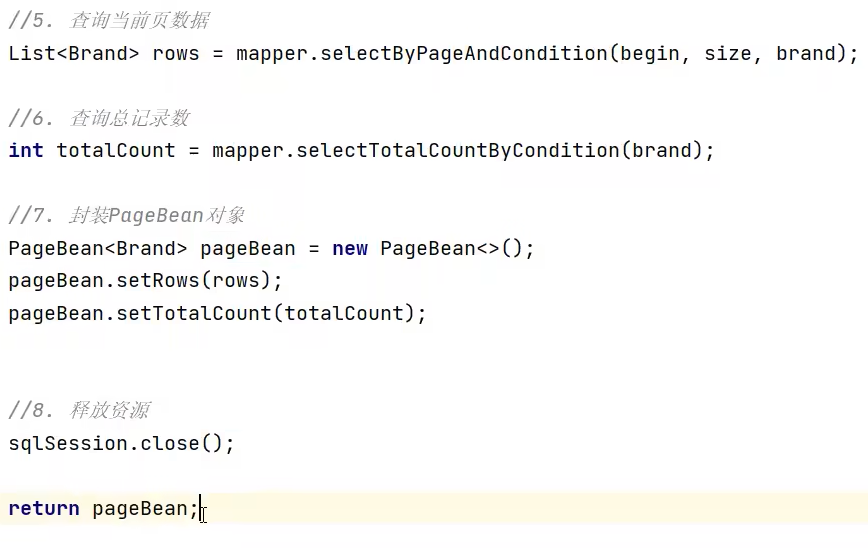 //5. 查询当前页数据
List<Brand> rows = mapper.selectByPageAndCondition(begin, size, brand);
//6. 查询总记录数
int totalCount = mapper.selectTotalCountByCondition(brand);
//7. 封装PageBean对象
PageBean<Brand> pageBean = new PageBean<>();
pageBean.setRows(rows);
pageBean.setTotalCount(totalCount);
//8. 释放资源
sqlSession.close();
return pageBean;